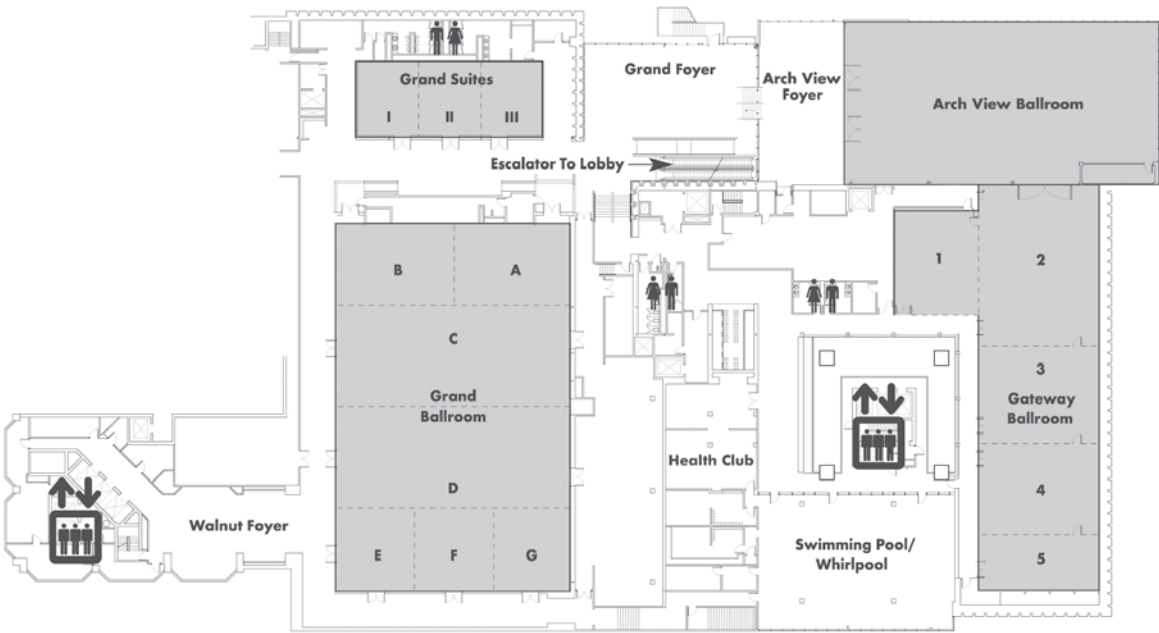 Grand Suites
I
II
III
Grand Foyer
Arch View
Foyer
Arch View Ballroom
Escalator To Lobby
B
A
C
Grand
Ballroom
D
E
F
G
1
2
3
Gateway
Ballroom
4
5
Health Club
Walnut Foyer
Swimming Pool/
Whirlpool